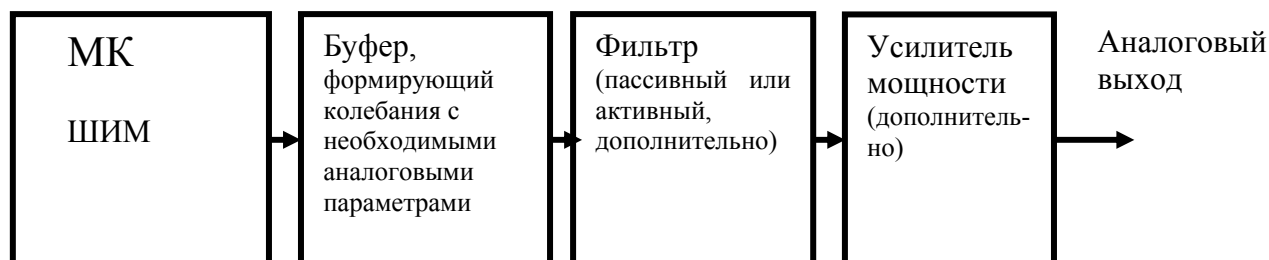 МК
ШИМ
Буфер,
формирующий
колебания с
необходимыми
аналоговыми
параметрами
Фильтр
(пассивный или
активный,
дополнительно)
Усилитель
мощности
(дополнитель-
но)
Аналоговый
выход